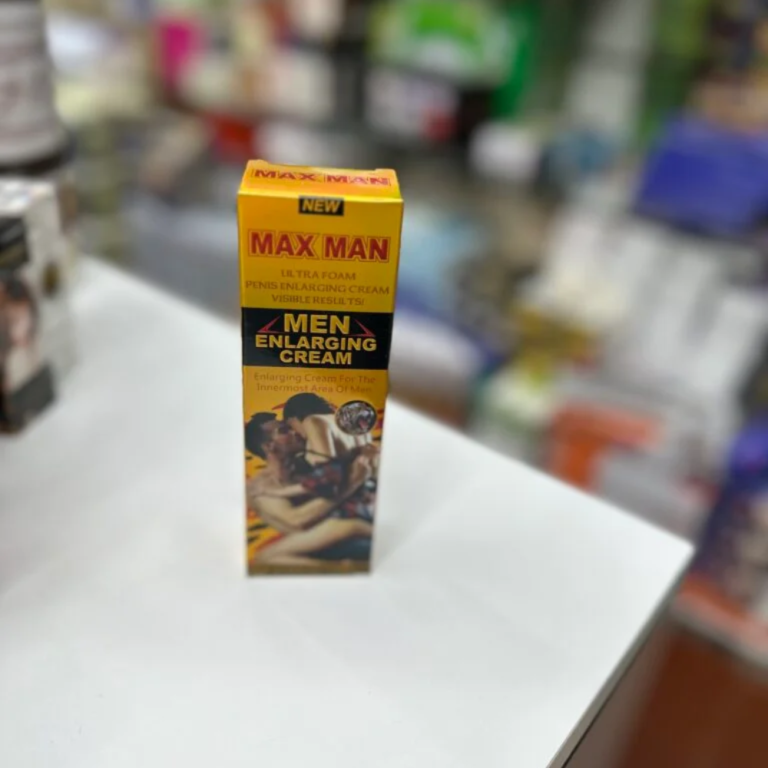 MAX MAN
NEW
MAX MAN
ULTRA FOAM
PENIS ENLARGING CREAM
VISIBLE RESULTS!
MEN
ENLARGING
CREAM
Enlarging Cream For The
Innermost Area Of Men